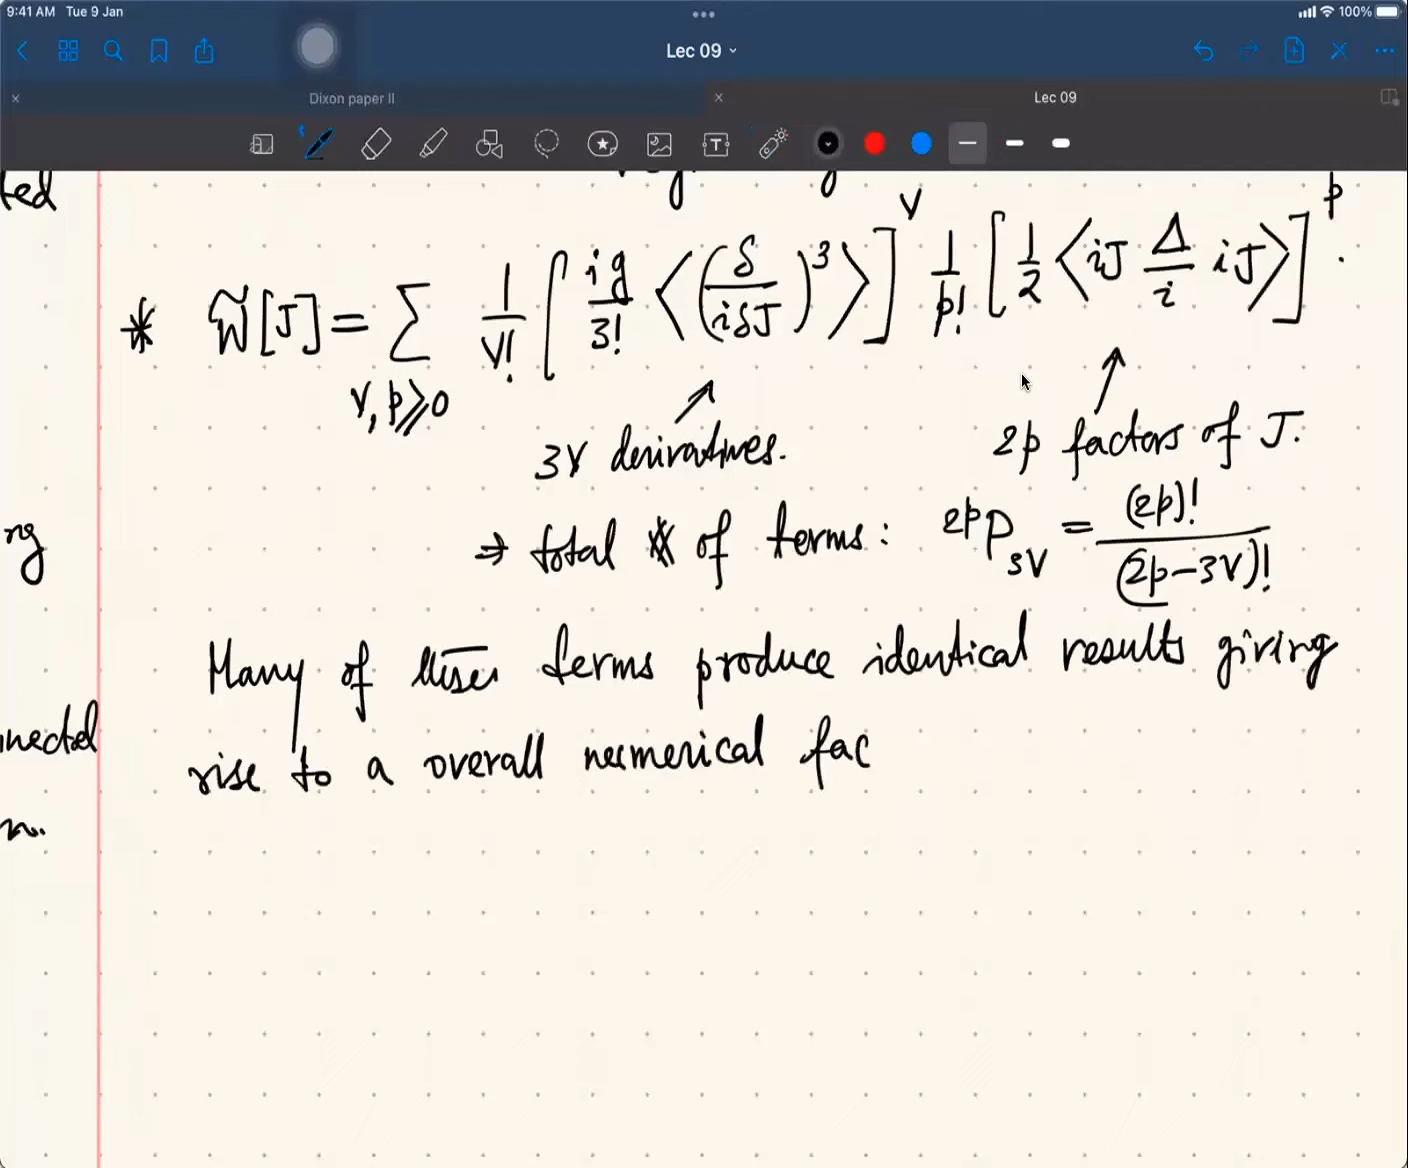 9:41 AM Tue 9 Jan 100%
Lec 09
Dixon paper II
Lec 09
ted
* W̃[J] = ∑_{V, p ≥ 0} 1/V! [ ig/3! ⟨(δ/iδJ)³⟩ ]^V 1/p! [ 1/2 ⟨iJ Δ/i iJ⟩ ]^p .
3V derivatives.
2p factors of J.
⇒ total # of terms : ^{2p}P_{3V} = (2p)!/(2p-3V)!
ng
Many of these terms produce identical results giving
nected
rise to a overall numerical fac
n.